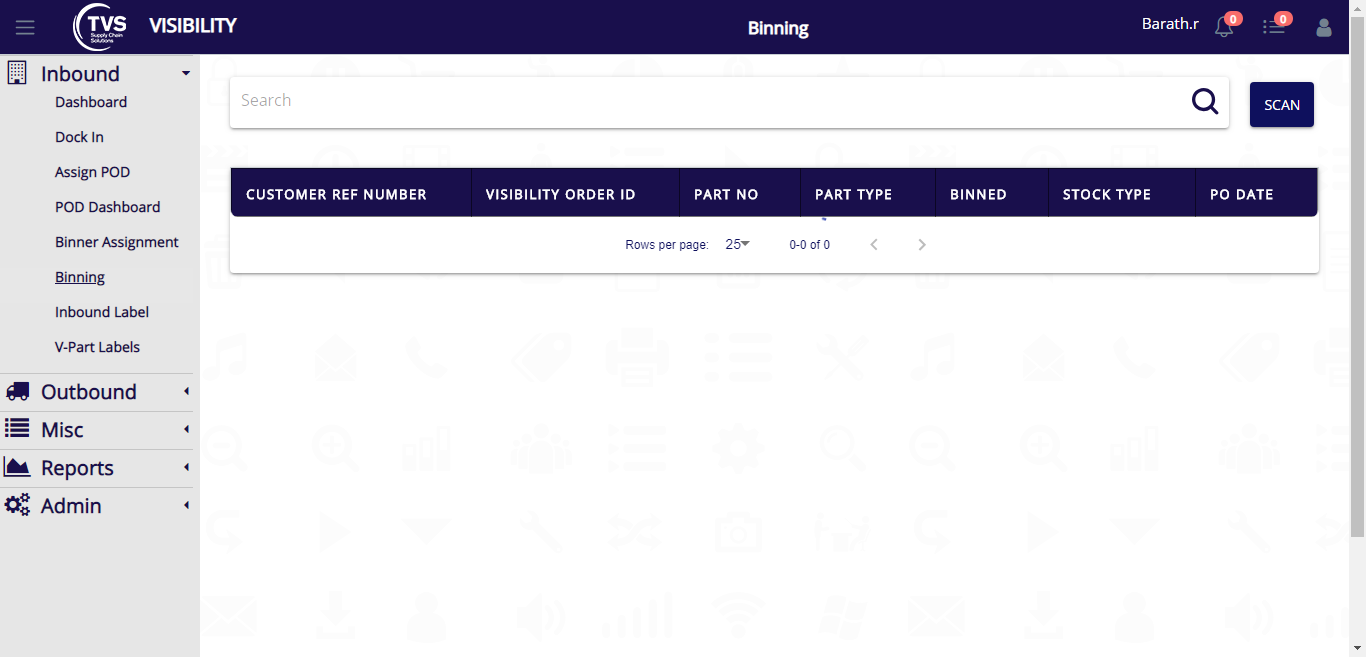 TVS
Supply Chain
Solutions
VISIBILITY
Binning
Barath.r
0
0
Inbound
Dashboard
Dock In
Assign POD
POD Dashboard
Binner Assignment
Binning
Inbound Label
V-Part Labels
Outbound
Misc
Reports
Admin
Search
SCAN
CUSTOMER REF NUMBER VISIBILITY ORDER ID PART NO PART TYPE BINNED STOCK TYPE PO DATE
Rows per page: 25 0-0 of 0